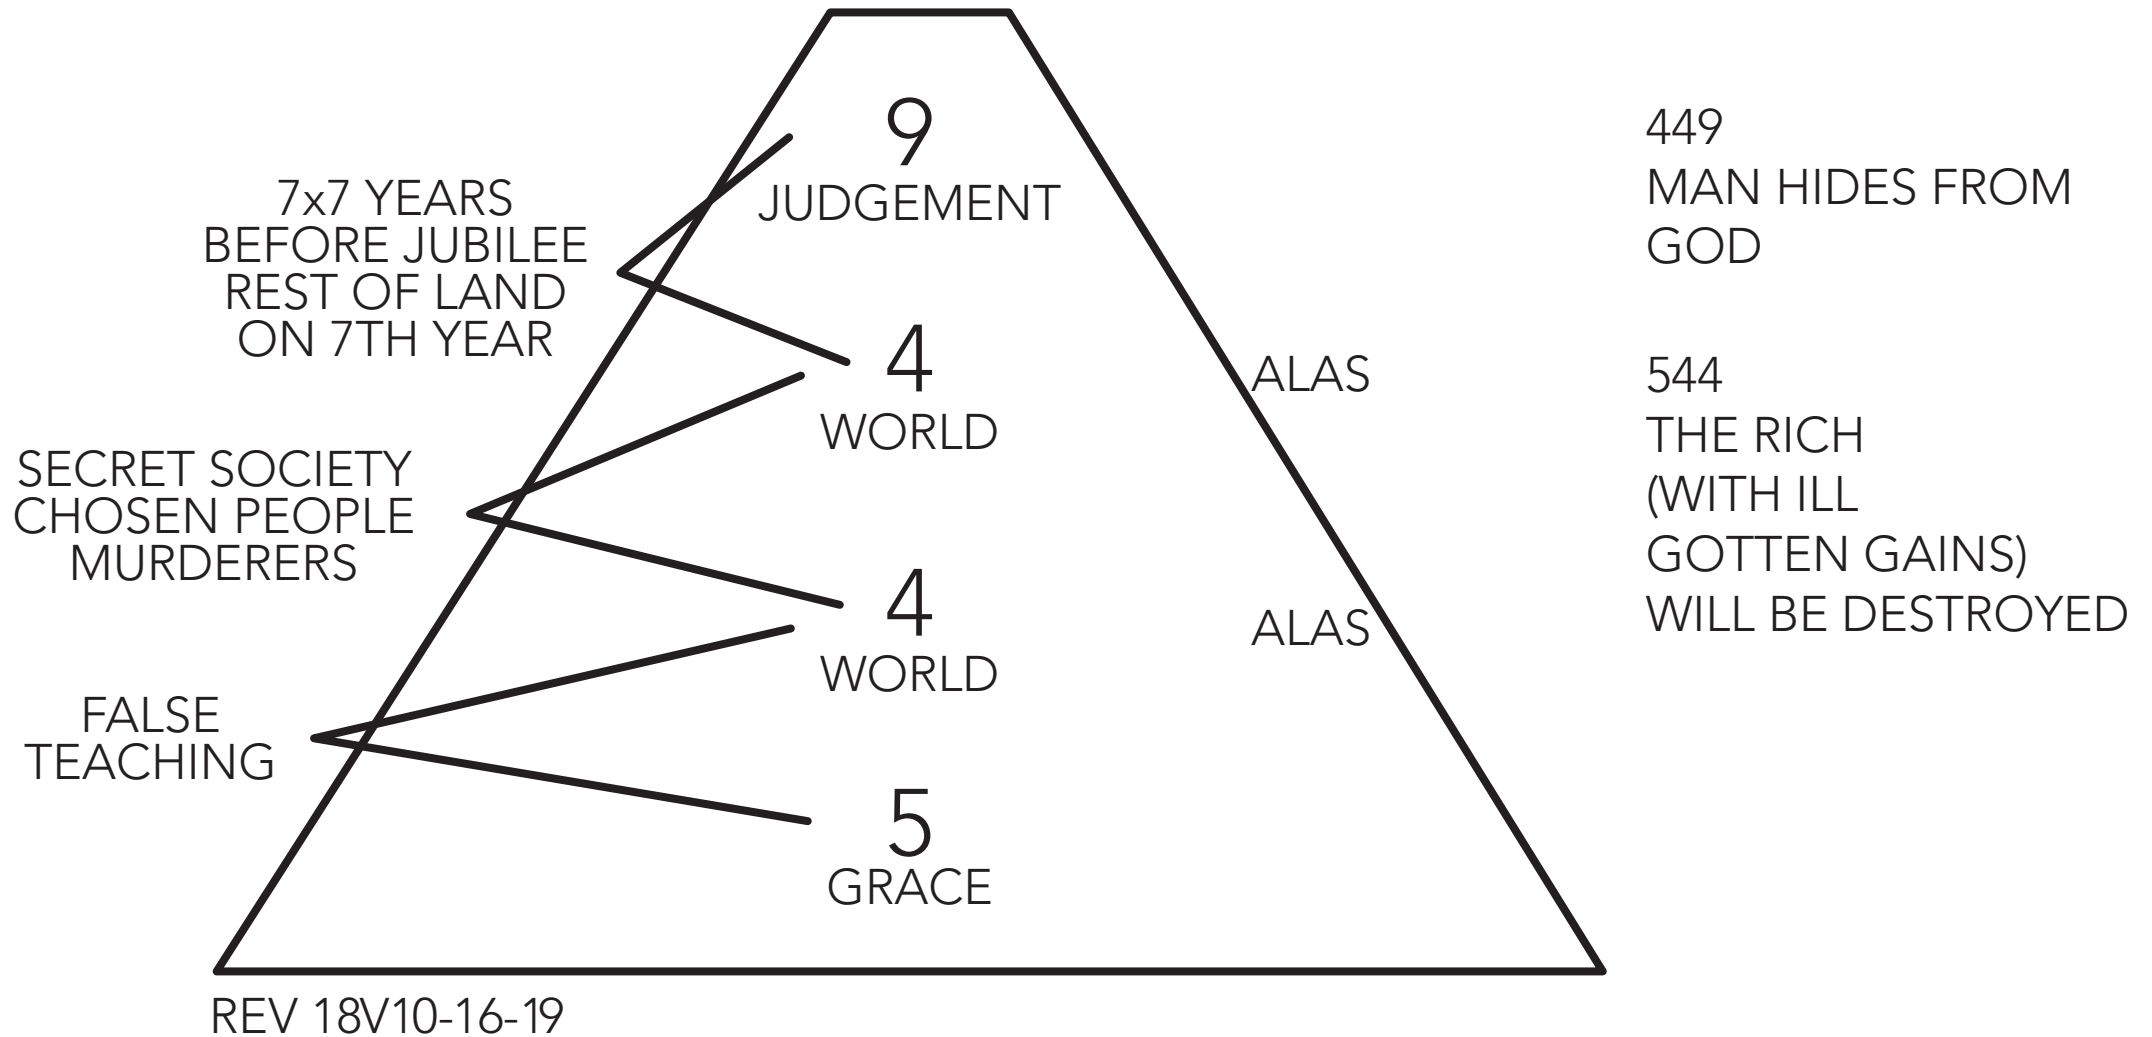 9
JUDGEMENT
7x7 YEARS
BEFORE JUBILEE
REST OF LAND
ON 7TH YEAR
4
WORLD
SECRET SOCIETY
CHOSEN PEOPLE
MURDERERS
4
WORLD
FALSE
TEACHING
5
GRACE
ALAS
ALAS
449
MAN HIDES FROM
GOD
544
THE RICH
(WITH ILL
GOTTEN GAINS)
WILL BE DESTROYED
REV 18V10-16-19